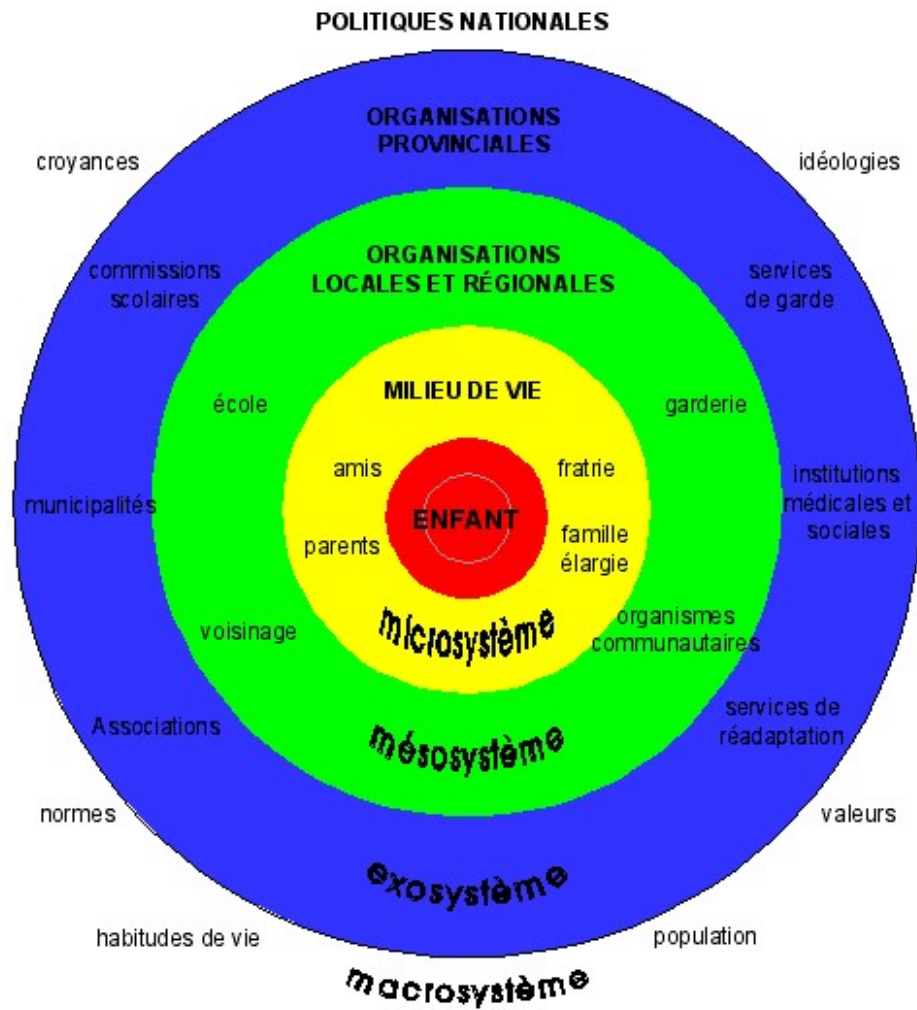 POLITIQUES NATIONALES
ORGANISATIONS
PROVINCIALES
croyances
idéologies
ORGANISATIONS
LOCALES ET RÉGIONALES
commissions
scolaires
services
de garde
MILIEU DE VIE
école
garderie
amis
fratrie
municipalités
institutions
médicales et
sociales
ENFANT
parents
famille
élargie
microsystème
voisinage
organismes
communautaires
Associations
services de
réadaptation
mésosystème
normes
valeurs
exosystème
habitudes de vie
population
macrosystème